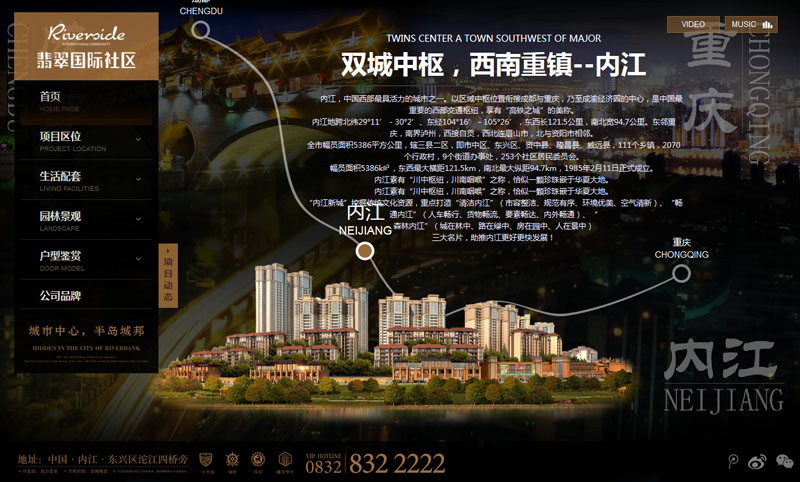 CHENGDU
Riverside
INTERNATIONAL COMMUNITY
翡翠国际社区
首页
HOME PAGE
项目区位
PROJECT LOCATION
生活配套
LIVING FACILITIES
园林景观
LANDSCAPE
户型鉴赏
DOOR MODEL
公司品牌
城市中心，半岛城邦
HIDDEN IN THE CITY OF RIVERBANK
项目动态
VIDEO
MUSIC
TWINS CENTER A TOWN SOUTHWEST OF MAJOR
双城中枢，西南重镇--内江
内江，中国西部最具活力的城市之一。以区域中枢位置衔接成都与重庆，乃至成渝经济圈的中心，是中国最
重要的西部交通枢纽，享有“高铁之城”的美称。
内江地跨北纬29°11′－30°2′、东经104°16′－105°26′，东西长121.5公里，南北宽94.7公里。东邻重
庆，南界泸州，西接自贡，西北连眉山市，北与资阳市相邻。
全市幅员面积5386平方公里，辖三县二区，即市中区、东兴区、资中县、隆昌县、威远县，111个乡镇，2070
个行政村，9个街道办事处，253个社区居民委员会。
幅员面积5386k㎡，东西最大横距121.5km，南北最大纵距94.7km，1985年2月11日正式成立。
内江素有“川中枢纽，川南咽喉”之称，恰似一颗珍珠嵌于华夏大地。
内江素有“川中枢纽，川南咽喉”之称，恰似一颗珍珠嵌于华夏大地。
“内江新城”挖掘传统文化资源，重点打造“清洁内江”（市容整洁、规范有序、环境优美、空气清新）、“畅
通内江”（人车畅行、货物畅流、要素畅达、内外畅通）、“
森林内江”（城在林中、路在绿中、房在园中、人在景中）
三大名片，助推内江更好更快发展！
内江
NEIJIANG
重庆
CHONGQING
CHENGDU
重庆
CHONGQING
内江
NEIJIANG
地址：中国·内江·东兴区沱江四桥旁
VIP HOTLINE
0832 832 2222